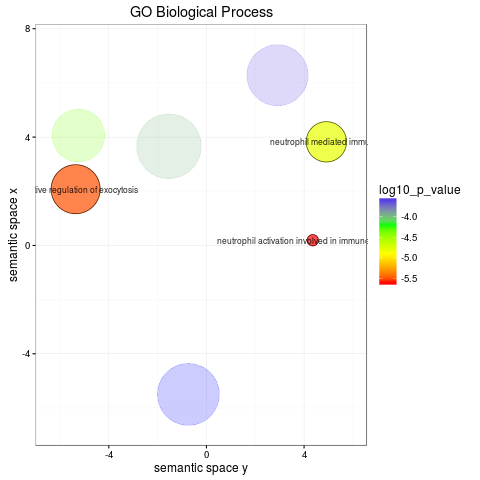 GO Biological Process
8
4
0
-4
-4
0
4
semantic space x
semantic space y
neutrophil mediated immu
ive regulation of exocytosis
neutrophil activation involved in immune
log10_p_value
-4.0
-4.5
-5.0
-5.5